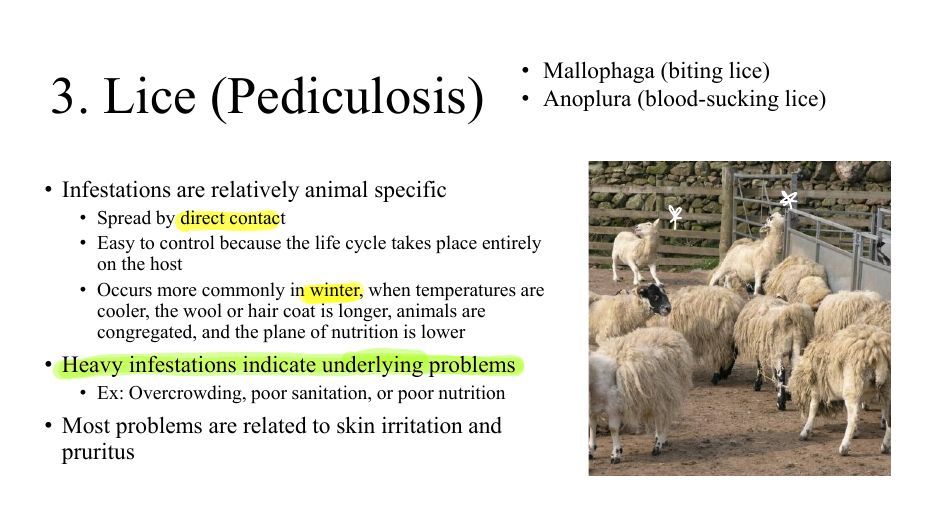 3. Lice (Pediculosis)
• Mallophaga (biting lice)
• Anoplura (blood-sucking lice)
• Infestations are relatively animal specific
• Spread by direct contact
• Easy to control because the life cycle takes place entirely
on the host
• Occurs more commonly in winter, when temperatures are
cooler, the wool or hair coat is longer, animals are
congregated, and the plane of nutrition is lower
• Heavy infestations indicate underlying problems
• Ex: Overcrowding, poor sanitation, or poor nutrition
• Most problems are related to skin irritation and
pruritus